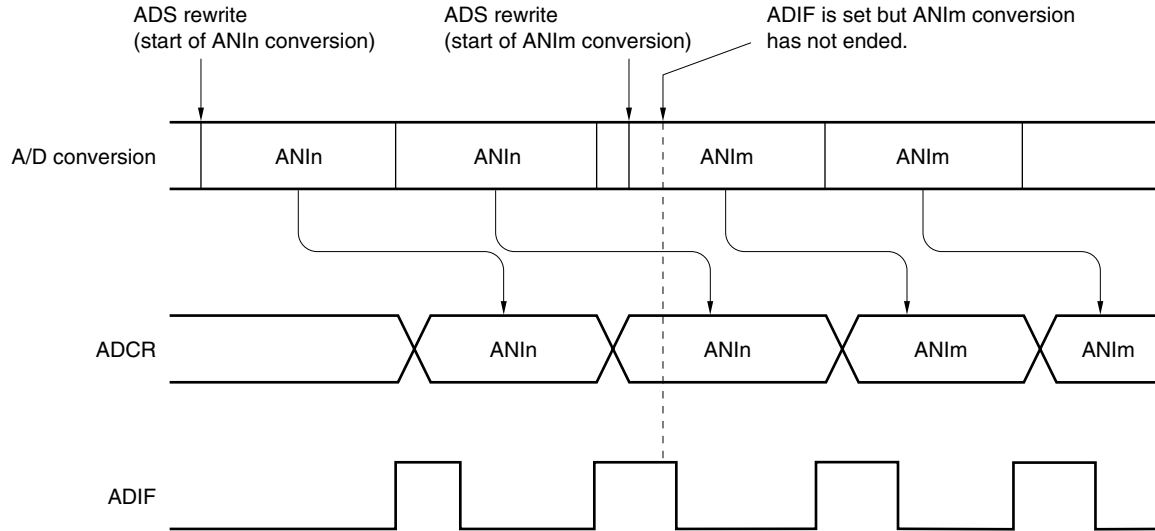 ADS rewrite
(start of ANIn conversion)
ADS rewrite
(start of ANIm conversion)
ADIF is set but ANIm conversion
has not ended.
A/D conversion
ANIn
ANIn
ANIm
ANIm
ADCR
ANIn
ANIn
ANIm
ANIm
ADIF